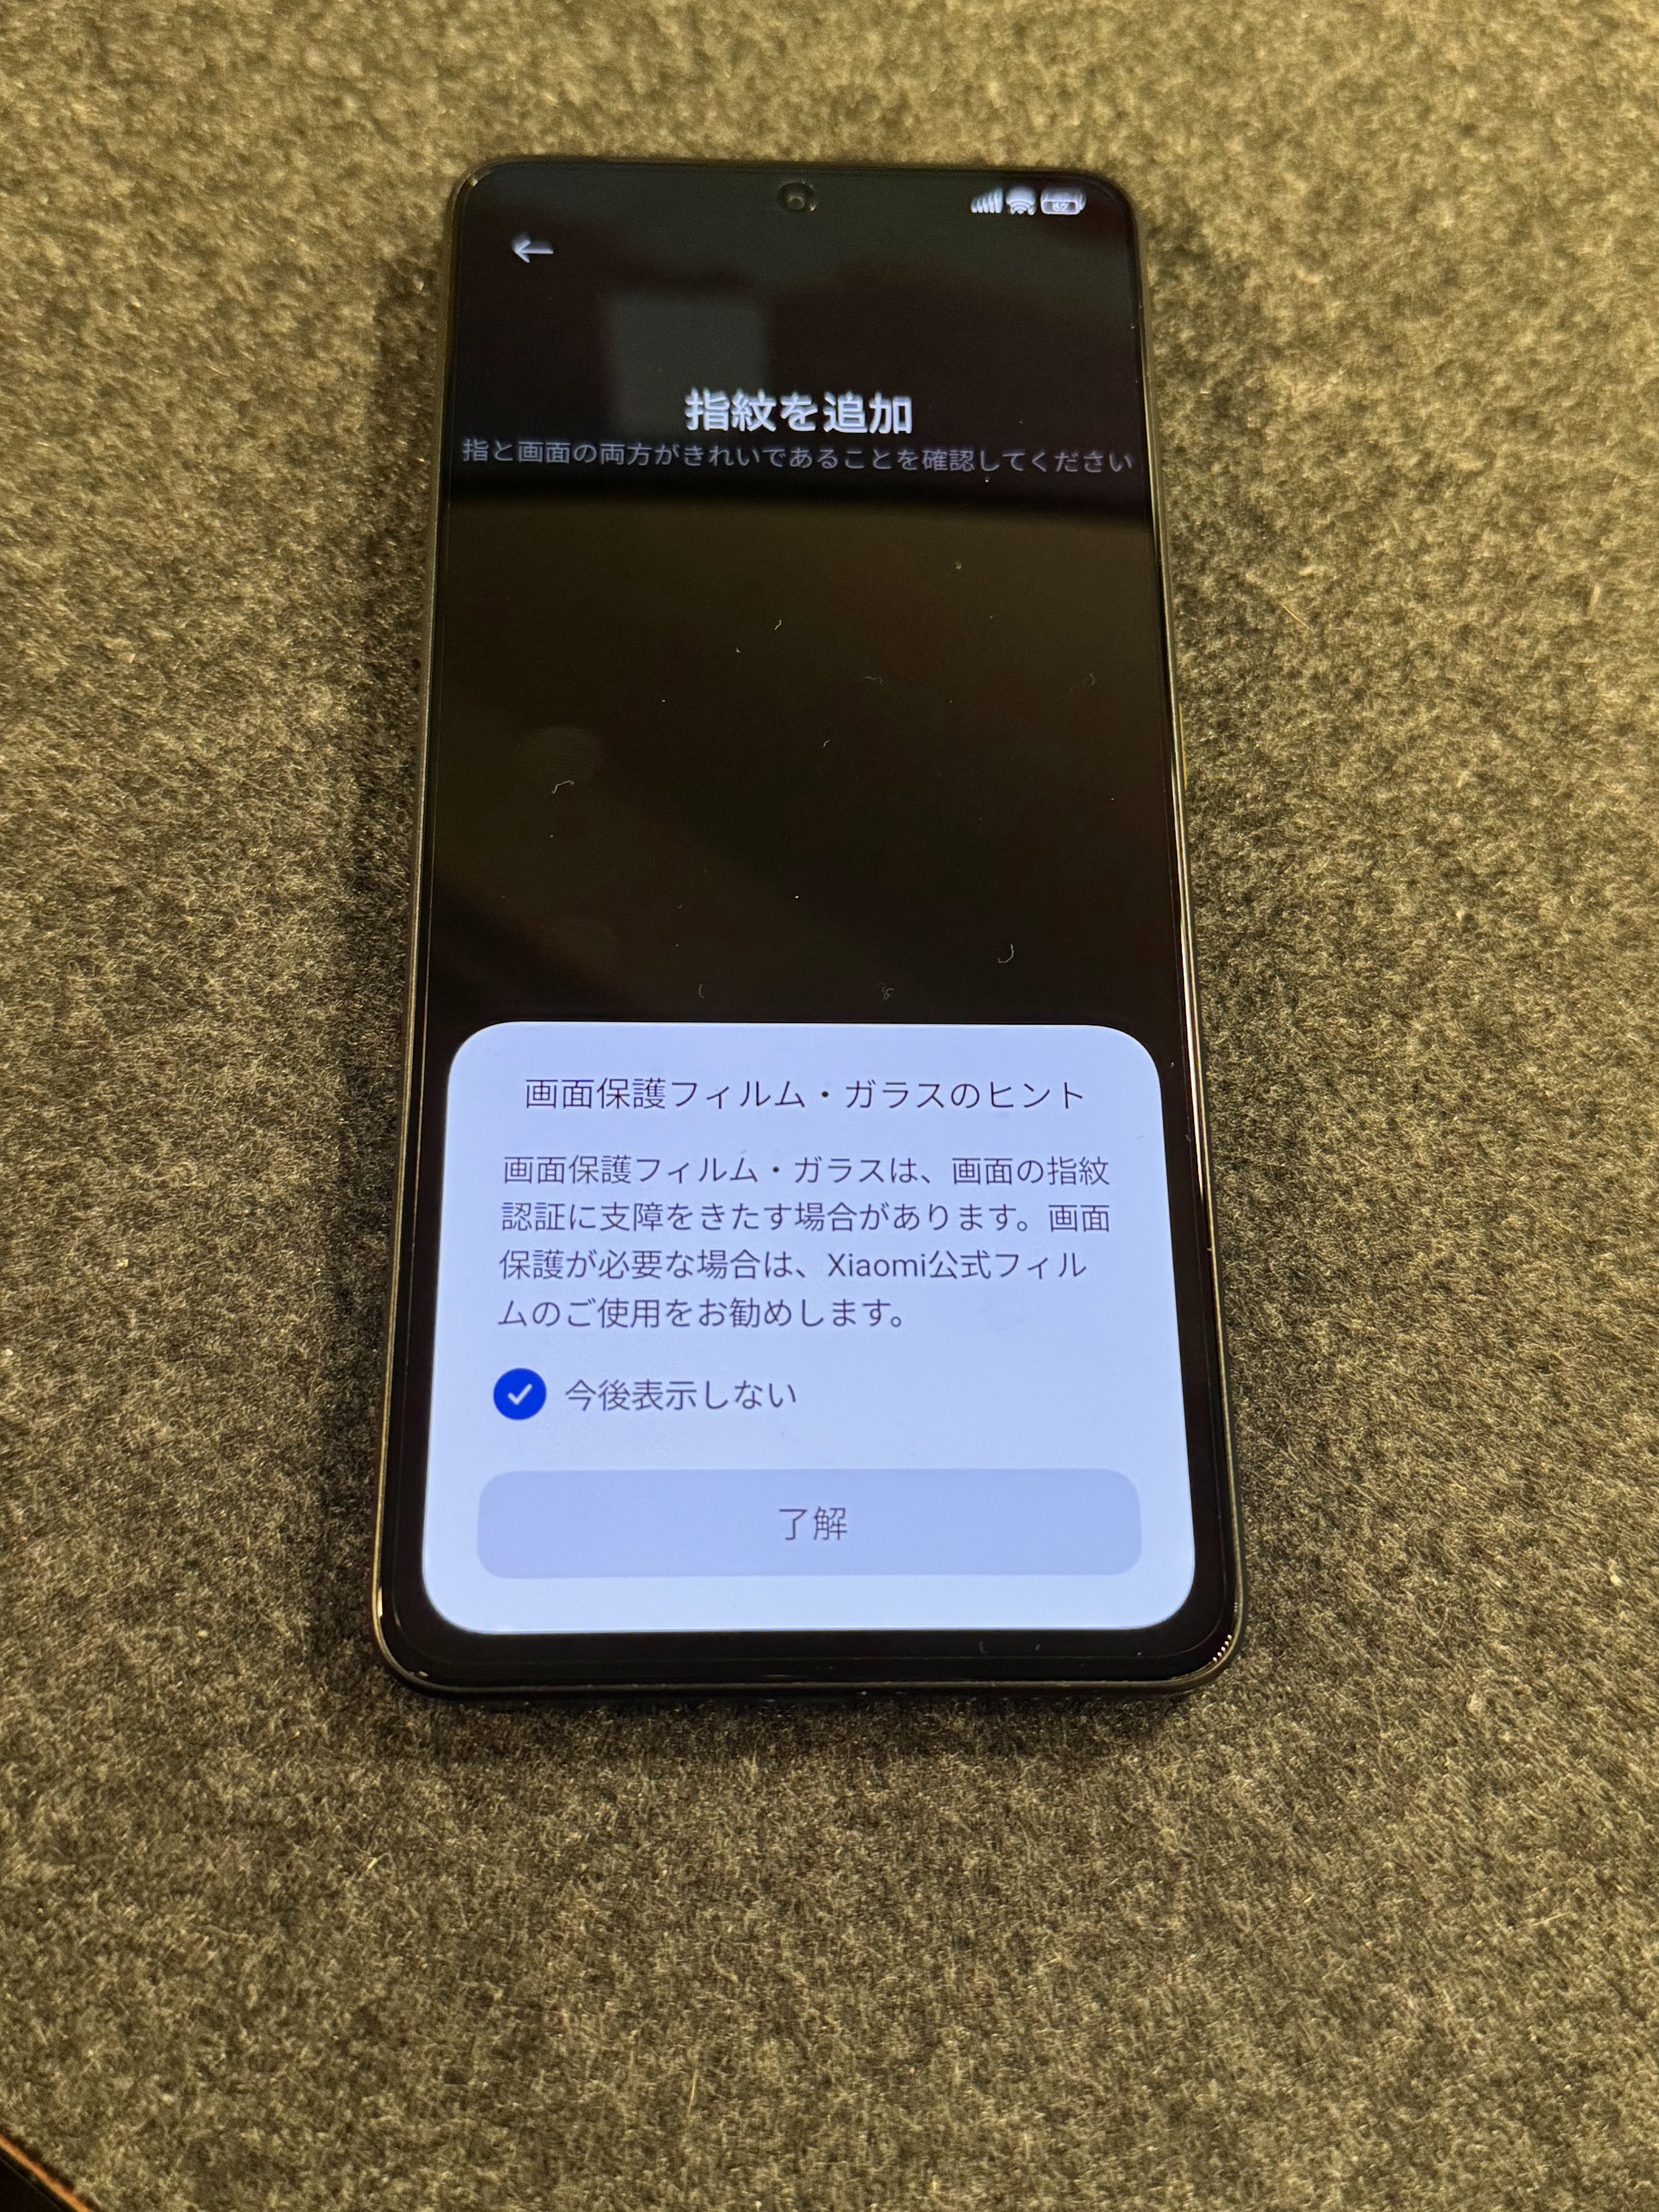 指紋を追加
指と画面の両方がきれいであることを確認してください
画面保護フィルム・ガラスのヒント
画面保護フィルム・ガラスは、画面の指紋
認証に支障をきたす場合があります。画面
保護が必要な場合は、Xiaomi公式フィル
ムのご使用をお勧めします。
今後表示しない
了解